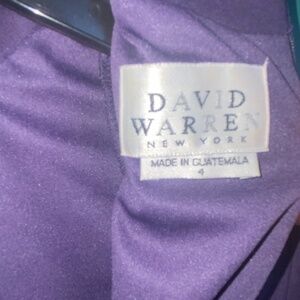 DAVID
WARREN
NEW YORK
MADE IN GUATEMALA
4